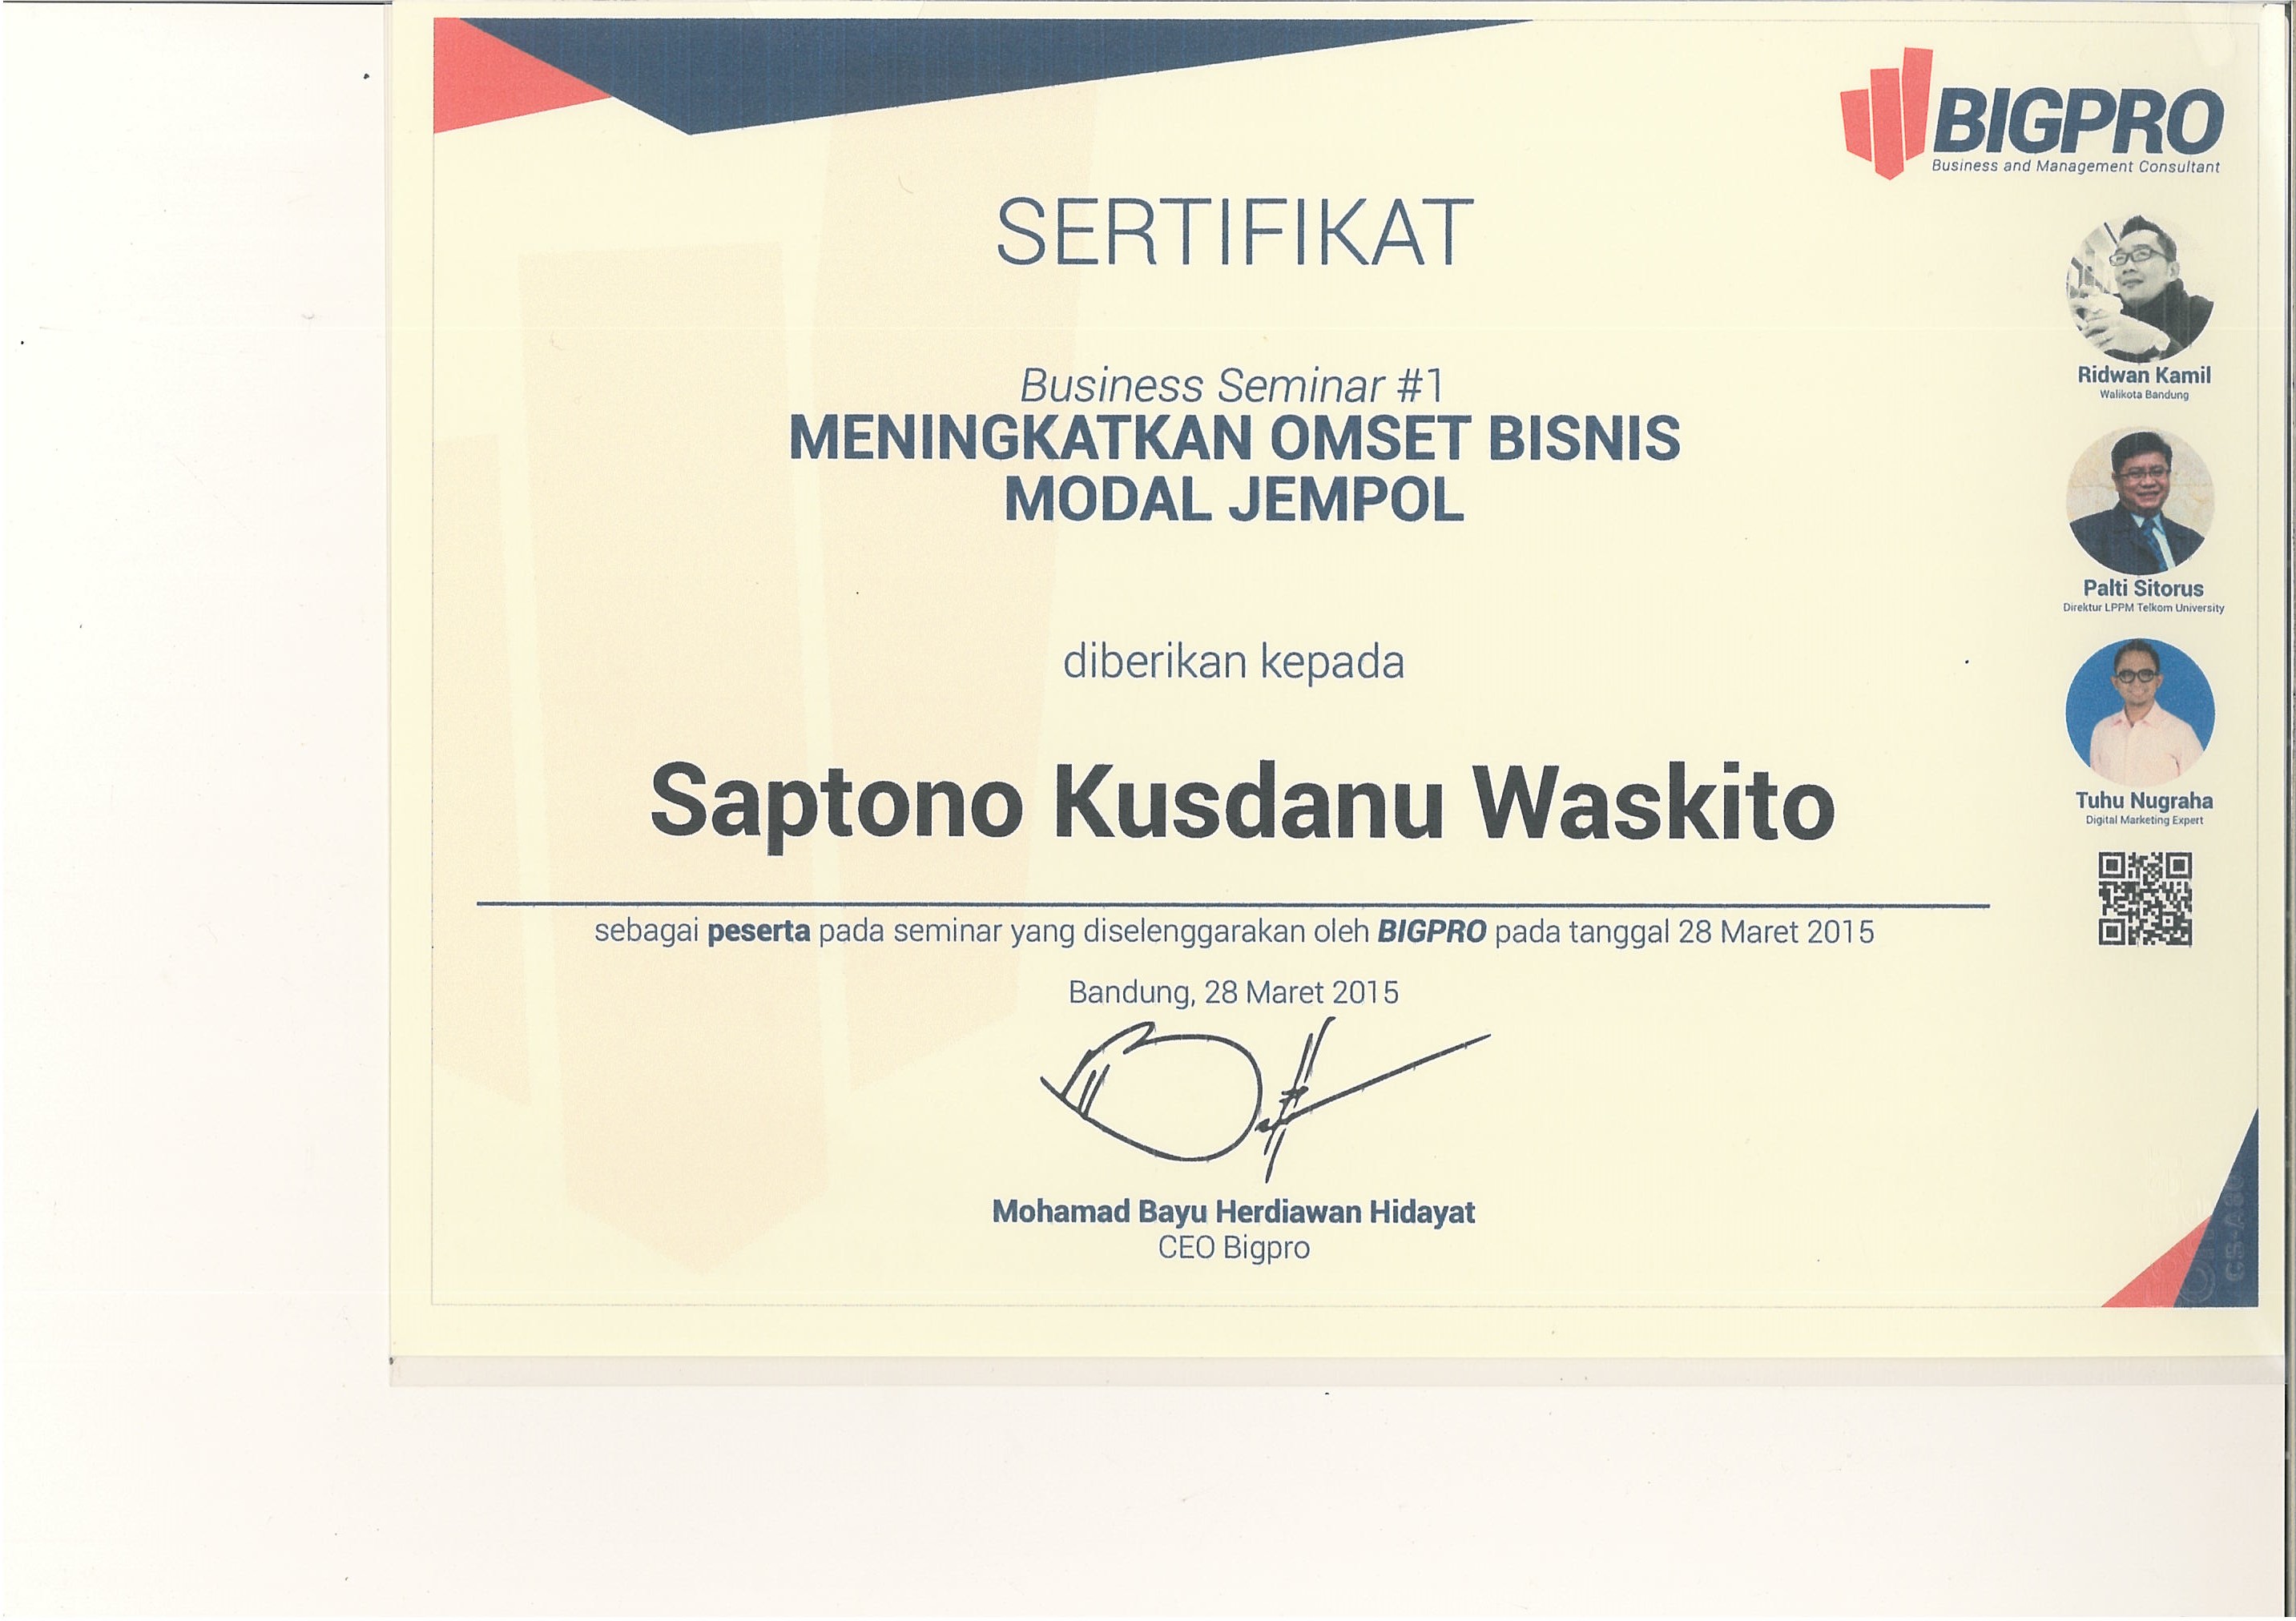 BIGPRO
Business and Management Consultant
SERTIFIKAT
Business Seminar #1
MENINGKATKAN OMSET BISNIS
MODAL JEMPOL
diberikan kepada
Saptono Kusdanu Waskito
sebagai peserta pada seminar yang diselenggarakan oleh BIGPRO pada tanggal 28 Maret 2015
Bandung, 28 Maret 2015
Mohamad Bayu Herdiawan Hidayat
CEO Bigpro
Ridwan Kamil
Walikota Bandung
Palti Sitorus
Direktur LPPM Telkom University
Tuhu Nugraha
Digital Marketing Expert